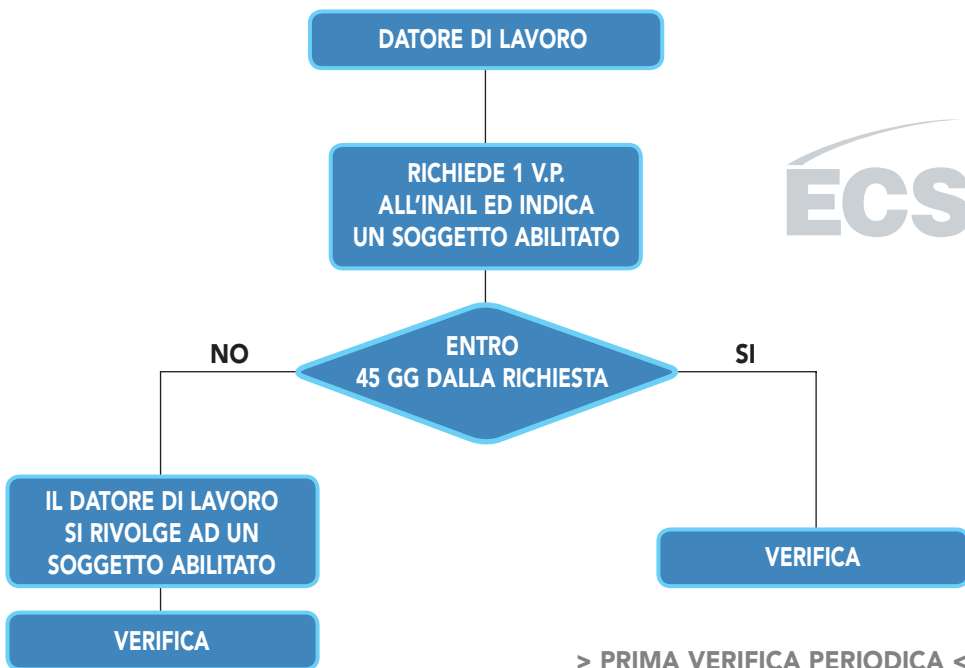 DATORE DI LAVORO
RICHIEDE 1 V.P.
ALL'INAIL ED INDICA
UN SOGGETTO ABILITATO
ECS
ENTRO
45 GG DALLA RICHIESTA
NO
SI
IL DATORE DI LAVORO
SI RIVOLGE AD UN
SOGGETTO ABILITATO
VERIFICA
VERIFICA
> PRIMA VERIFICA PERIODICA <